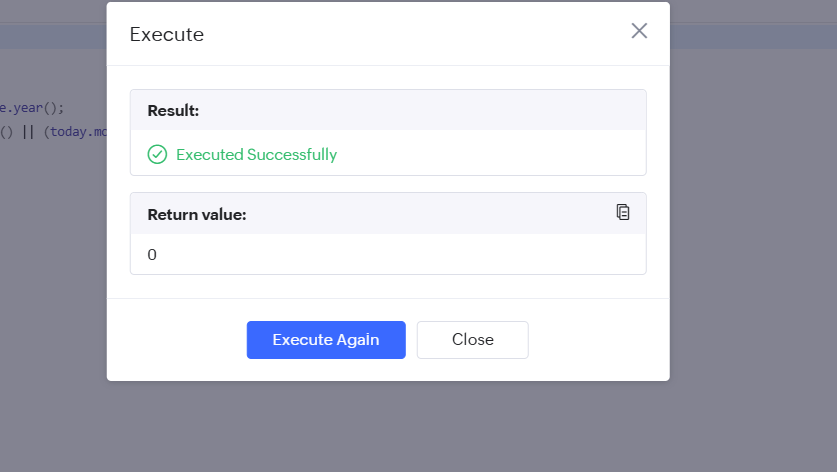 Execute
Result:
e.year();
() || (today.mo
Executed Successfully
Return value:
0
Execute Again
Close